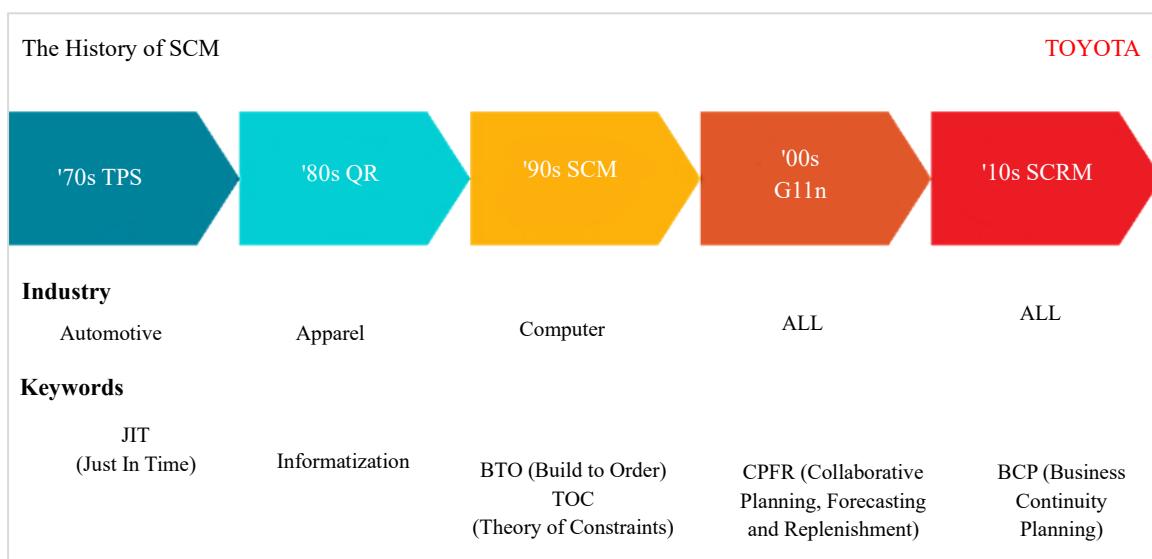 The History of SCM
TOYOTA
'70s TPS
'80s QR
'90s SCM
'00s
G11n
'10s SCRM
Industry
Automotive
Apparel
Computer
ALL
ALL
Keywords
JIT
(Just In Time)
Informatization
BTO (Build to Order)
TOC
(Theory of Constraints)
CPFR (Collaborative
Planning, Forecasting
and Replenishment)
BCP (Business
Continuity
Planning)